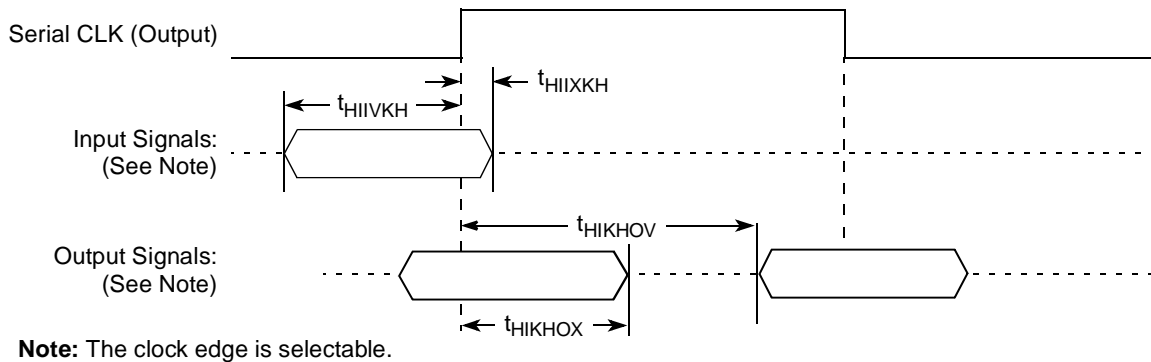 Serial CLK (Output)
tHIIXKH
tHIIVKH
Input Signals:
(See Note)
tHIKHOV
Output Signals:
(See Note)
tHIKHOX
Note: The clock edge is selectable.